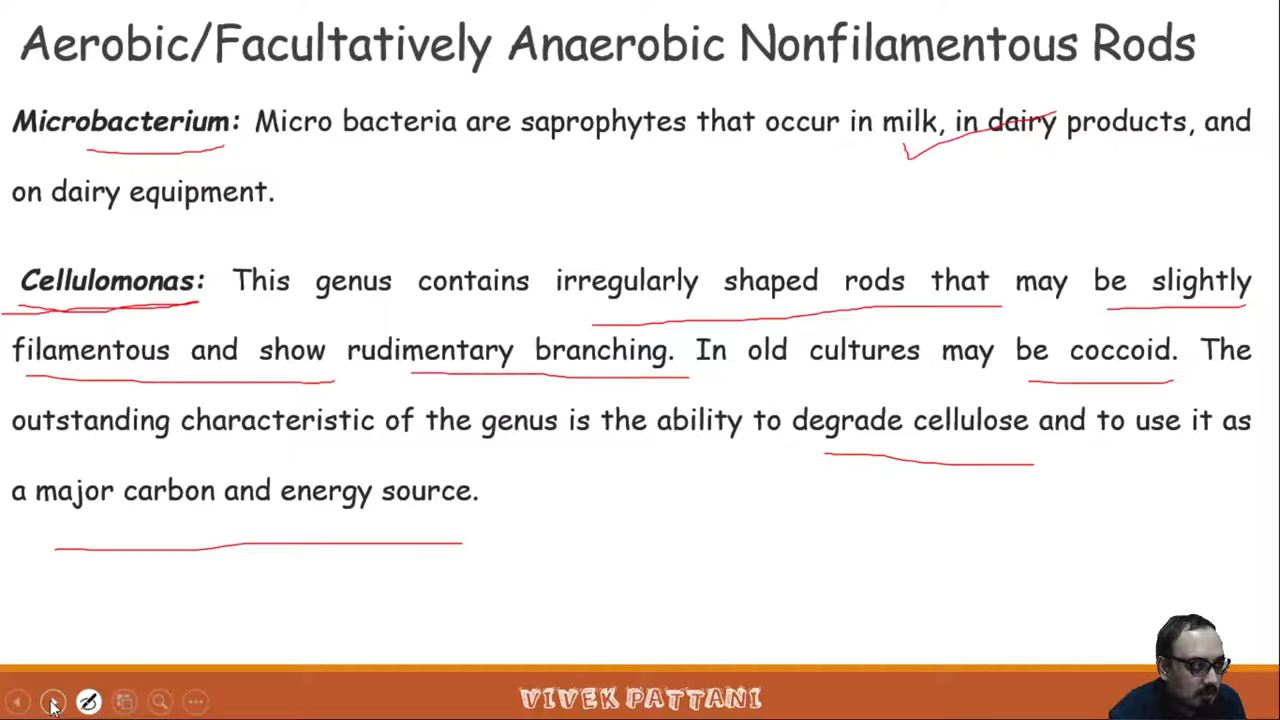 Aerobic/Facultatively Anaerobic Nonfilamentous Rods
Microbacterium: Micro bacteria are saprophytes that occur in milk, in dairy products, and
on dairy equipment.
Cellulomonas: This genus contains irregularly shaped rods that may be slightly
filamentous and show rudimentary branching. In old cultures may be coccoid. The
outstanding characteristic of the genus is the ability to degrade cellulose and to use it as
a major carbon and energy source.
VIVEK PATTANI